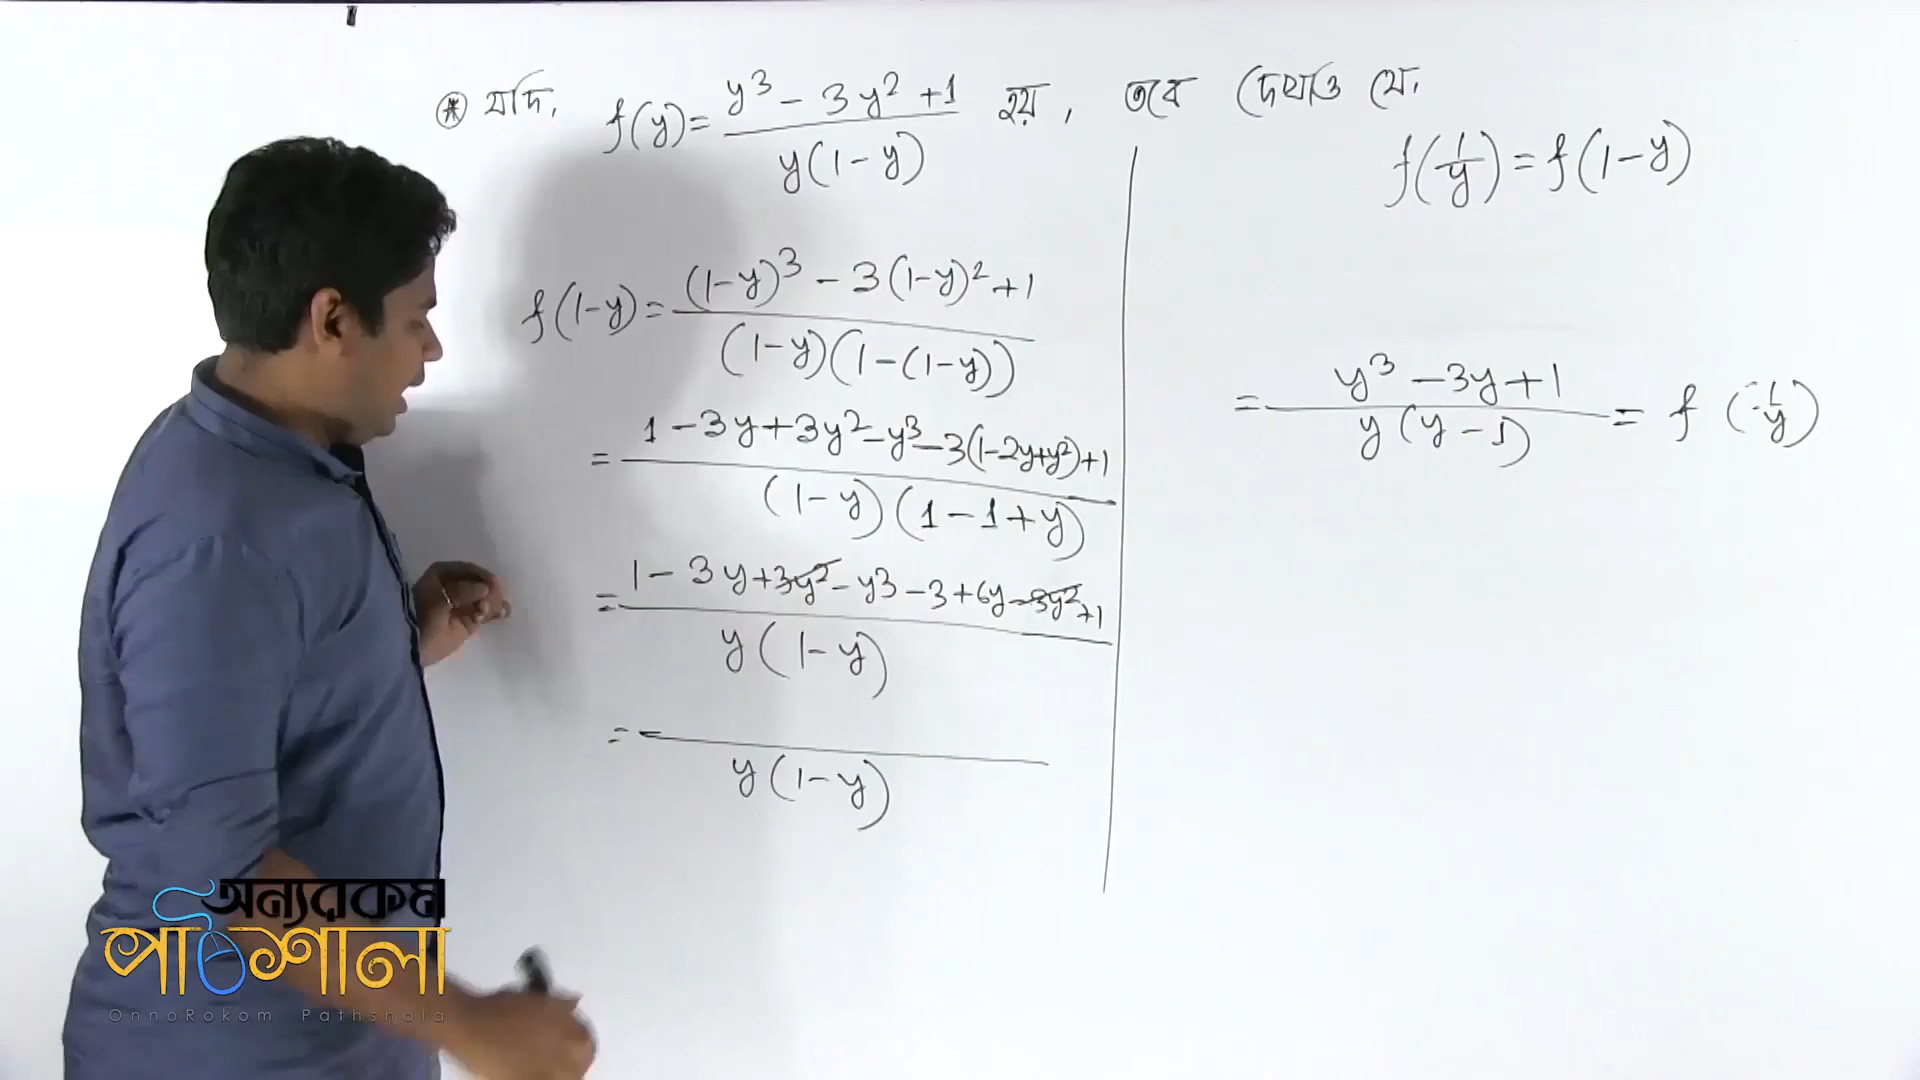 * যদি, f(y) = (y³ - 3y² + 1) / (y(1-y)) হয়, তবে দেখাও যে,
f(1/y) = f(1-y)
f(1-y) = ((1-y)³ - 3(1-y)² + 1) / ((1-y)(1-(1-y)))
= (1 - 3y + 3y² - y³ - 3(1-2y+y²) + 1) / ((1-y)(1-1+y))
= (1 - 3y + 3y² - y³ - 3 + 6y - 3y² + 1) / (y(1-y))
= / (y(1-y))
= (y³ - 3y + 1) / (y(y-1)) = f(1/y)
অন্যরকম
পাঠশালা
OnnoRokom Pathshala